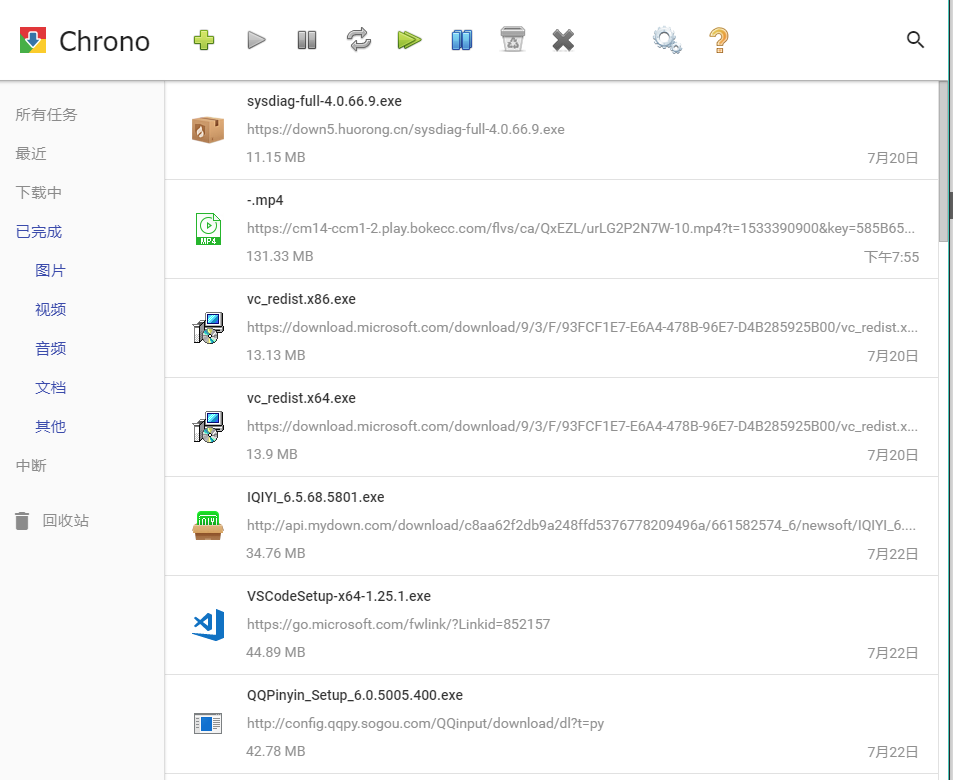 Chrono
所有任务
最近
下载中
已完成
图片
视频
音频
文档
其他
中断
回收站
sysdiag-full-4.0.66.9.exe
https://down5.huorong.cn/sysdiag-full-4.0.66.9.exe
11.15 MB 7月20日
-.mp4
https://cm14-ccm1-2.play.bokecc.com/flvs/ca/QxEZL/urLG2P2N7W-10.mp4?t=1533390900&key=585B65...
131.33 MB 下午7:55
MP4
vc_redist.x86.exe
https://download.microsoft.com/download/9/3/F/93FCF1E7-E6A4-478B-96E7-D4B285925B00/vc_redist.x...
13.13 MB 7月20日
vc_redist.x64.exe
https://download.microsoft.com/download/9/3/F/93FCF1E7-E6A4-478B-96E7-D4B285925B00/vc_redist.x...
13.9 MB 7月20日
IQIYI_6.5.68.5801.exe
http://api.mydown.com/download/c8aa62f2db9a248ffd5376778209496a/661582574_6/newsoft/IQIYI_6....
34.76 MB 7月22日
VSCodeSetup-x64-1.25.1.exe
https://go.microsoft.com/fwlink/?Linkid=852157
44.89 MB 7月22日
QQPinyin_Setup_6.0.5005.400.exe
http://config.qqpy.sogou.com/QQinput/download/dl?t=py
42.78 MB 7月22日